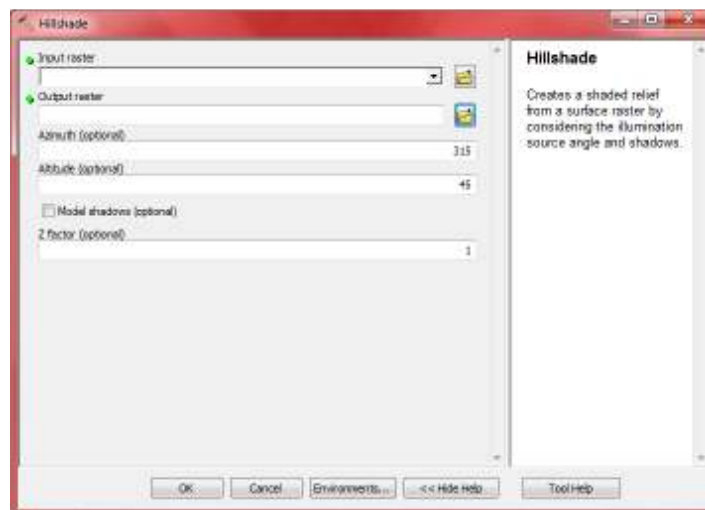 Hillshade
Input raster
Output raster
Azimuth (optional)
315
Altitude (optional)
45
Model shadows (optional)
Z factor (optional)
1
OK
Cancel
Environments...
<< Hide Help
Hillshade
Creates a shaded relief
from a surface raster by
considering the illumination
source angle and shadows.
Tool Help